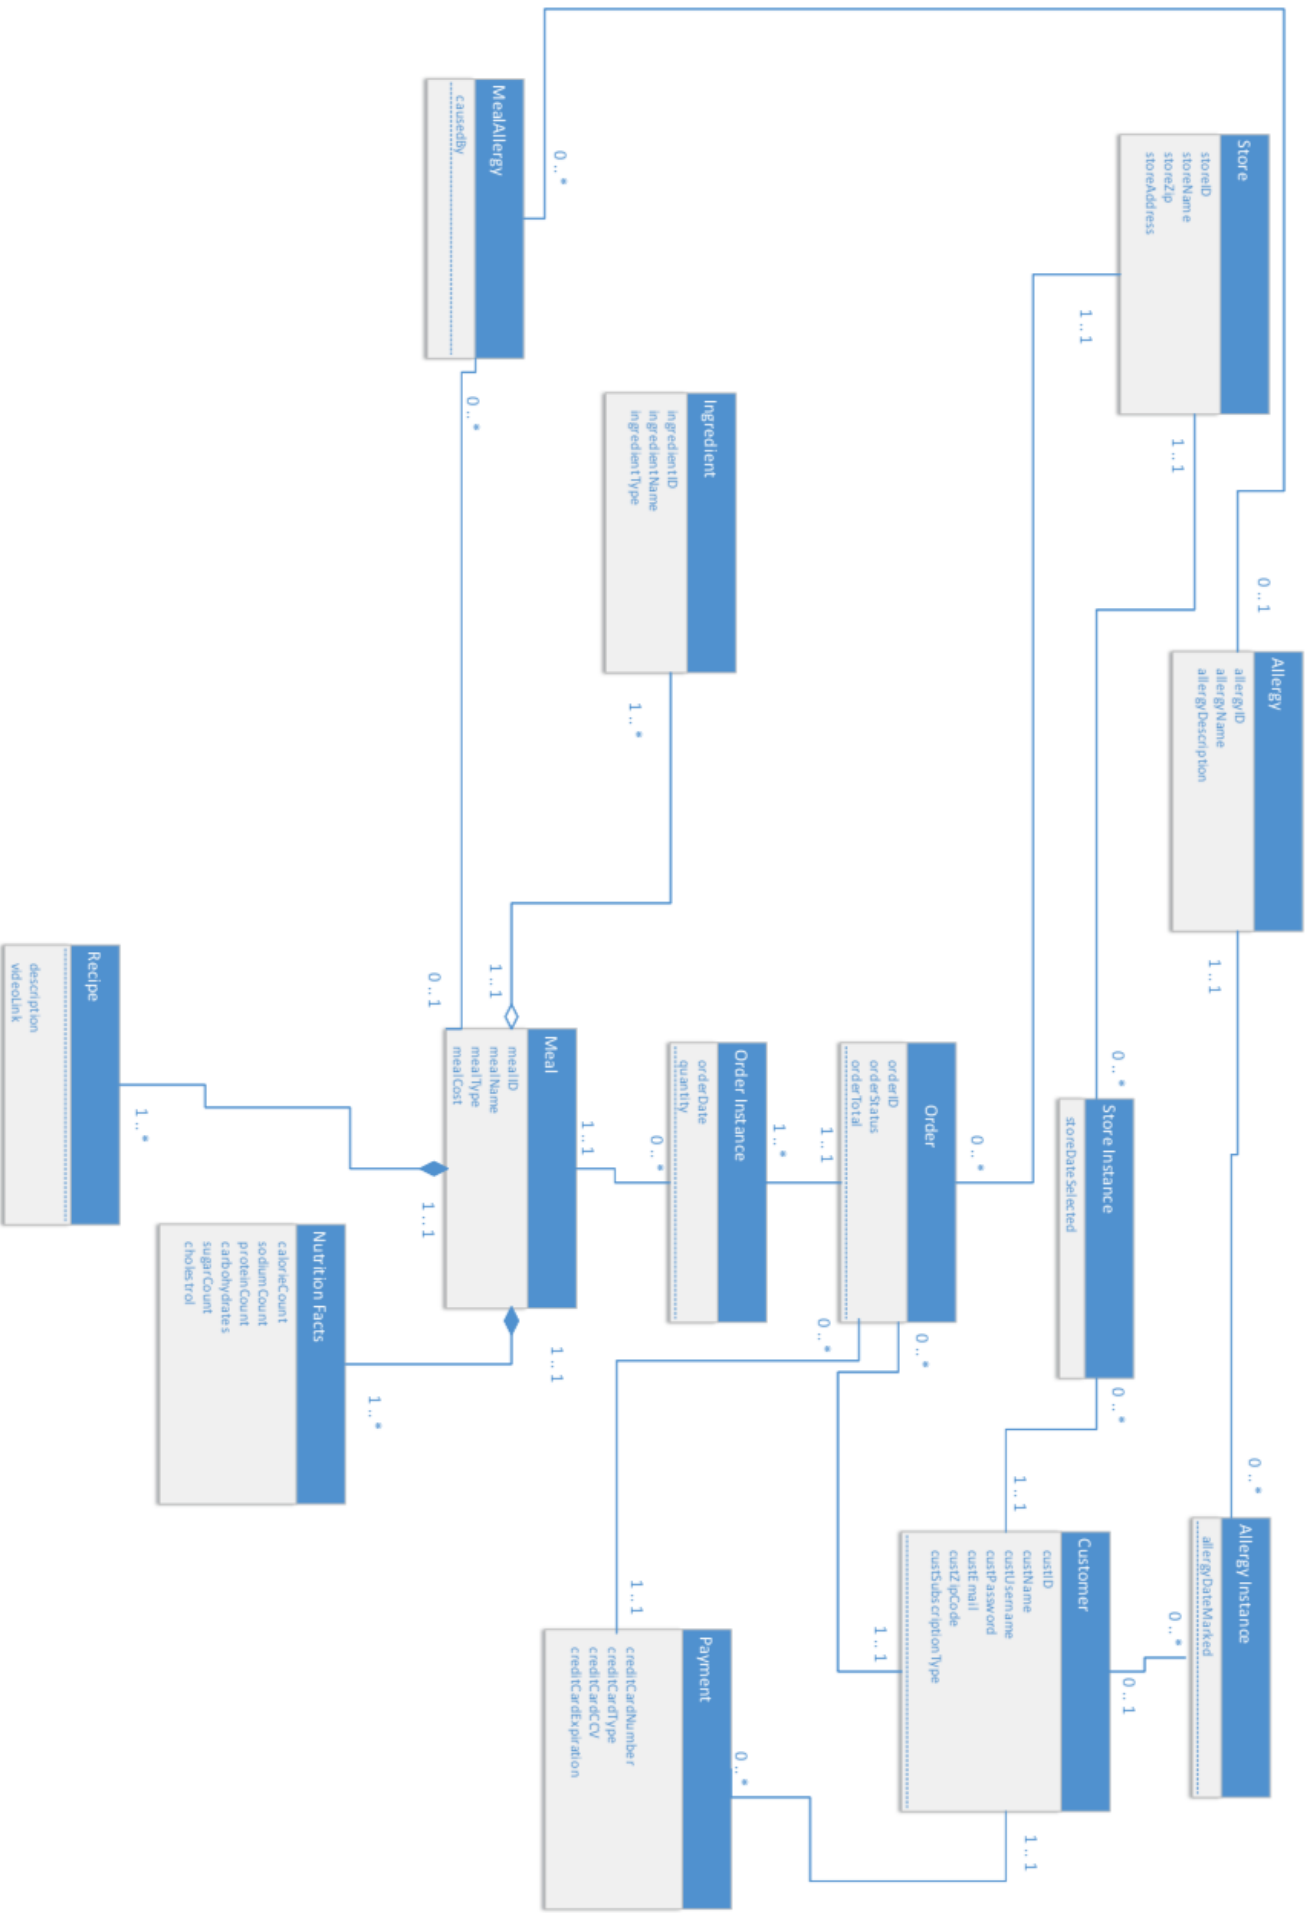 Allergy
allergyID
allergyName
allergyDescription
0..1
1..1
0..*
Allergy Instance
allergyDateMarked
0..*
0..1
Store
storeID
storeName
storeZip
storeAddress
1..1
1..1
0..*
Store Instance
storeDateSelected
0..*
1..1
Customer
custID
custName
custUsername
custPassword
custEmail
custZipCode
custSubscriptionType
1..1
1..1
0..*
Order
orderID
orderStatus
orderTotal
0..*
0..*
1..1
1..*
Order Instance
orderDate
quantity
0..*
0..*
Payment
creditCardNumber
creditCardType
creditCardCCV
creditCardExpiration
1..1
Ingredient
ingredientID
ingredientName
ingredientType
1..*
1..1
Meal
mealID
mealName
mealType
mealCost
1..1
1..1
0..1
1..1
0..*
MealAllergy
causedBy
0..*
1..*
Nutrition Facts
calorieCount
sodiumCount
proteinCount
carbohydrates
sugarCount
cholestrol
1..*
Recipe
description
videoLink